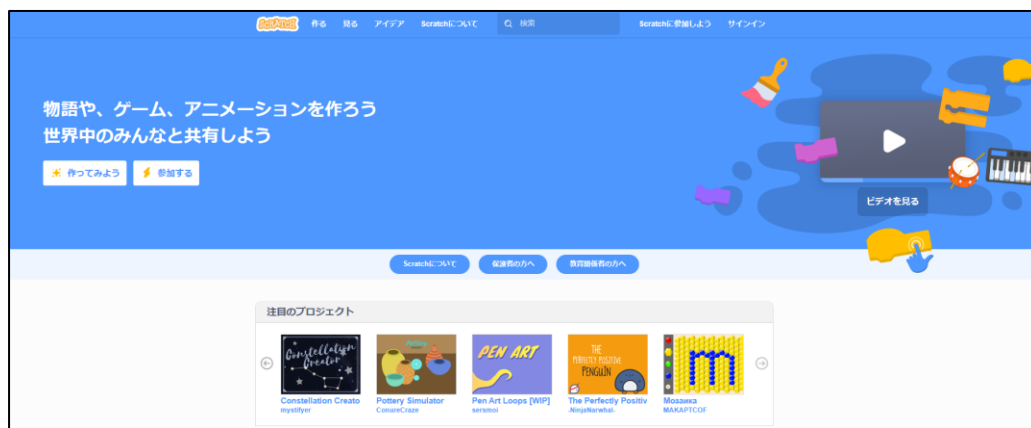 SCRATCH 作る 見る アイデア Scratchについて 検索 Scratchに参加しよう サインイン
物語や、ゲーム、アニメーションを作ろう
世界中のみんなと共有しよう
作ってみよう 参加する
ビデオを見る
Scratchについて 保護者の方へ 教育関係者の方へ
注目のプロジェクト
Constellation Creator
PEN ART
THE PERFECTLY POSITIVE PENGUIN
m
Constellation Creato Pottery Simulator Pen Art Loops [WIP] The Perfectly Positiv Мозаика
mystifyer ConureCraze sersmoi -NinjaNarwhal- MAKAPTCOF